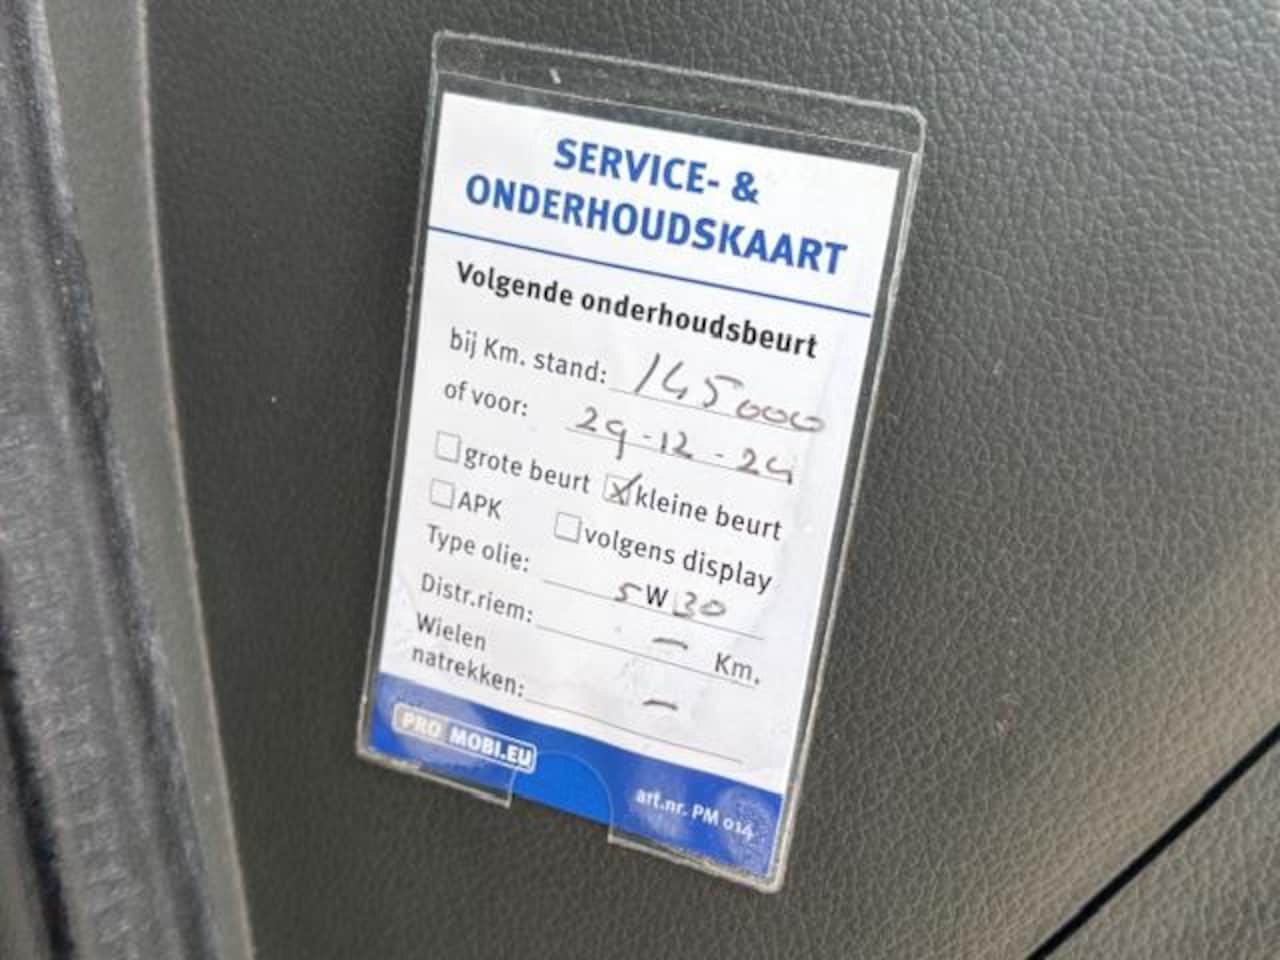 SERVICE- &
ONDERHOUDSKAART
Volgende onderhoudsbeurt
bij Km. stand: 145000
of voor: 29-12-24
grote beurt kleine beurt
APK volgens display
Type olie: 5W30
Distr.riem: — Km.
Wielen
natrekken: —
PRO MOBI.EU
art.nr. PM 014